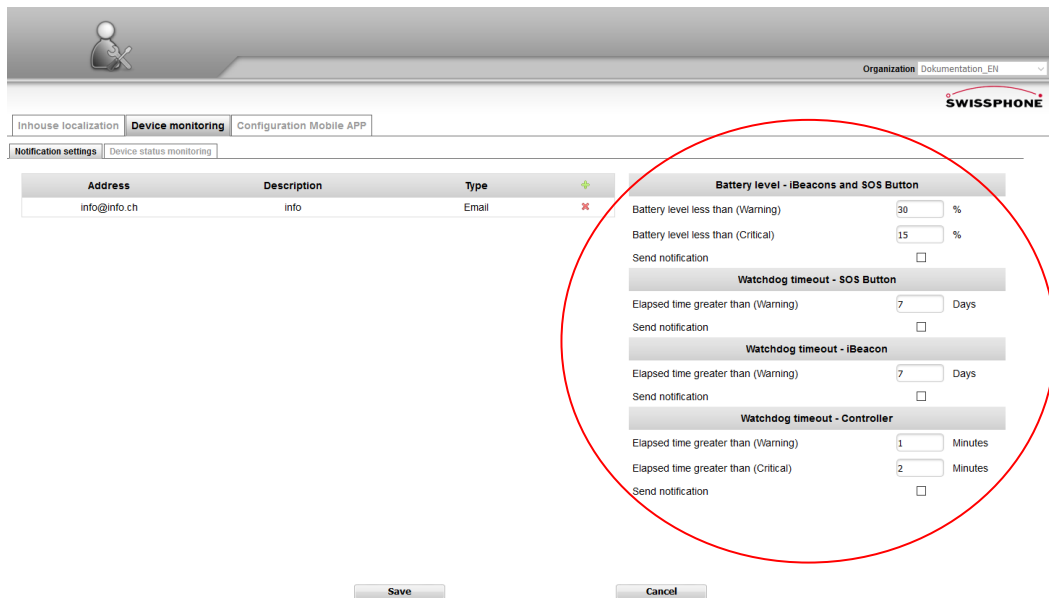 Organization Dokumentation_EN
SWISSPHONE
Inhouse localization Device monitoring Configuration Mobile APP
Notification settings Device status monitoring
Address Description Type
info@info.ch info Email
Battery level - iBeacons and SOS Button
Battery level less than (Warning) 30 %
Battery level less than (Critical) 15 %
Send notification
Watchdog timeout - SOS Button
Elapsed time greater than (Warning) 7 Days
Send notification
Watchdog timeout - iBeacon
Elapsed time greater than (Warning) 7 Days
Send notification
Watchdog timeout - Controller
Elapsed time greater than (Warning) 1 Minutes
Elapsed time greater than (Critical) 2 Minutes
Send notification
Save Cancel